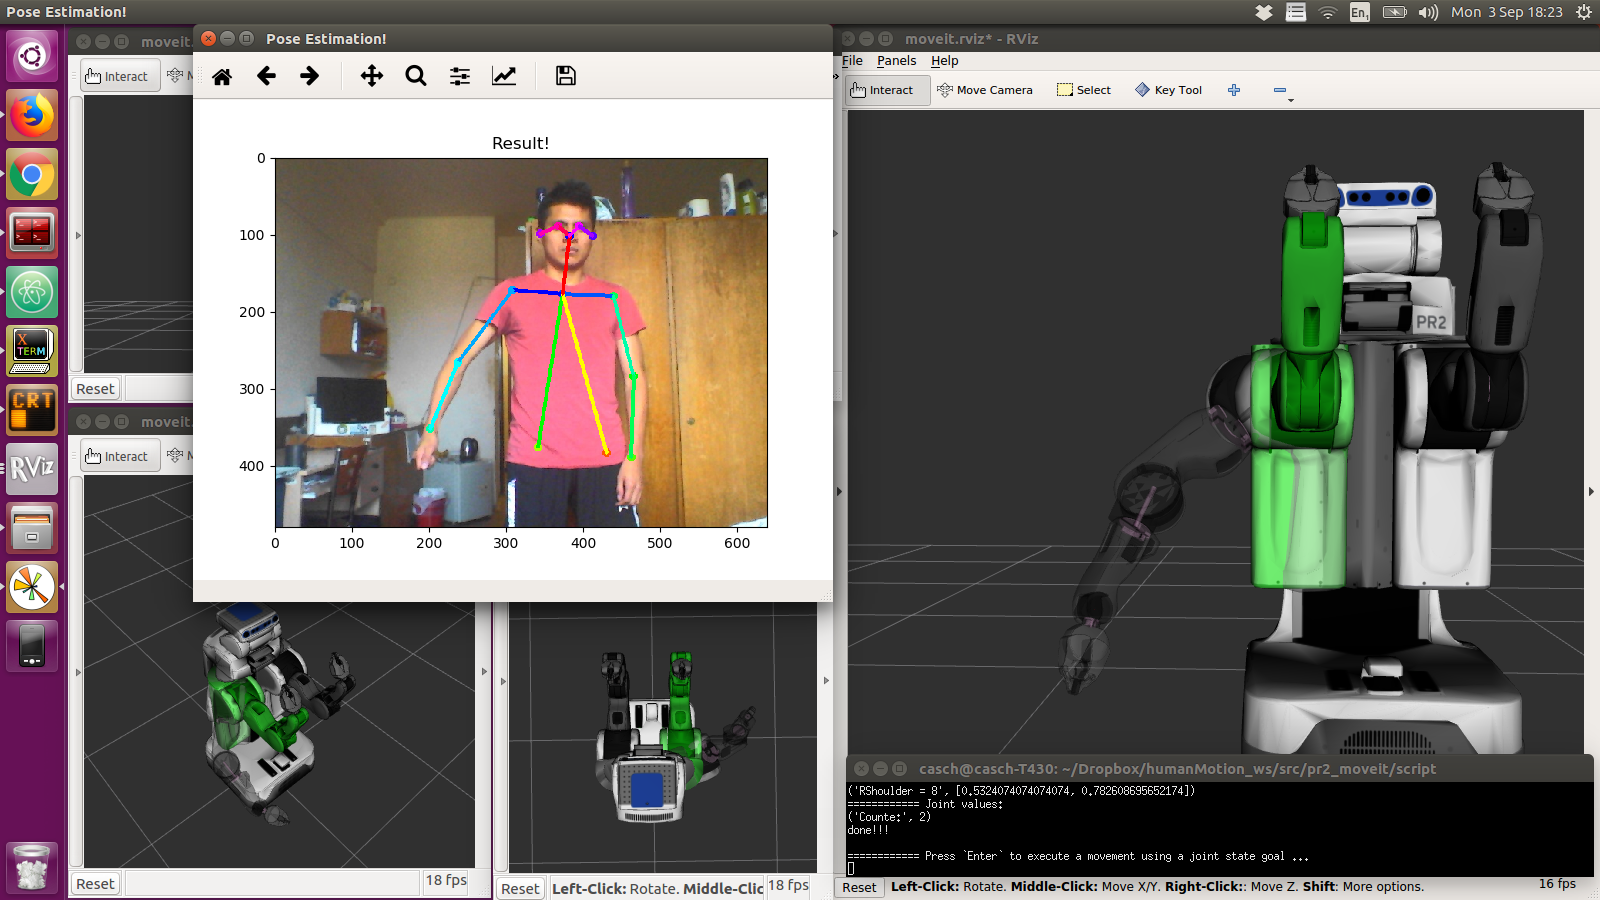 Pose Estimation!
En₁
Mon 3 Sep 18:23
moveit.
Interact
M
Reset
Pose Estimation!
Result!
0
100
200
300
400
0
100
200
300
400
500
600
moveit.rviz* - RViz
File Panels Help
Interact
Move Camera
Select
Key Tool
PR2
X
TERM
CRT
RViz
moveit.
Interact
M
Reset
18 fps
Reset
Left-Click: Rotate. Middle-Clic
18 fps
casch@casch-T430: ~/Dropbox/humanMotion_ws/src/pr2_moveit/script
('RShoulder = 8', [0.5324074074074074, 0.782608695652174])
============ Joint values:
('Counte:', 2)
done!!!
============ Press `Enter` to execute a movement using a joint state goal ...
Reset
Left-Click: Rotate. Middle-Click: Move X/Y. Right-Click:: Move Z. Shift: More options.
16 fps